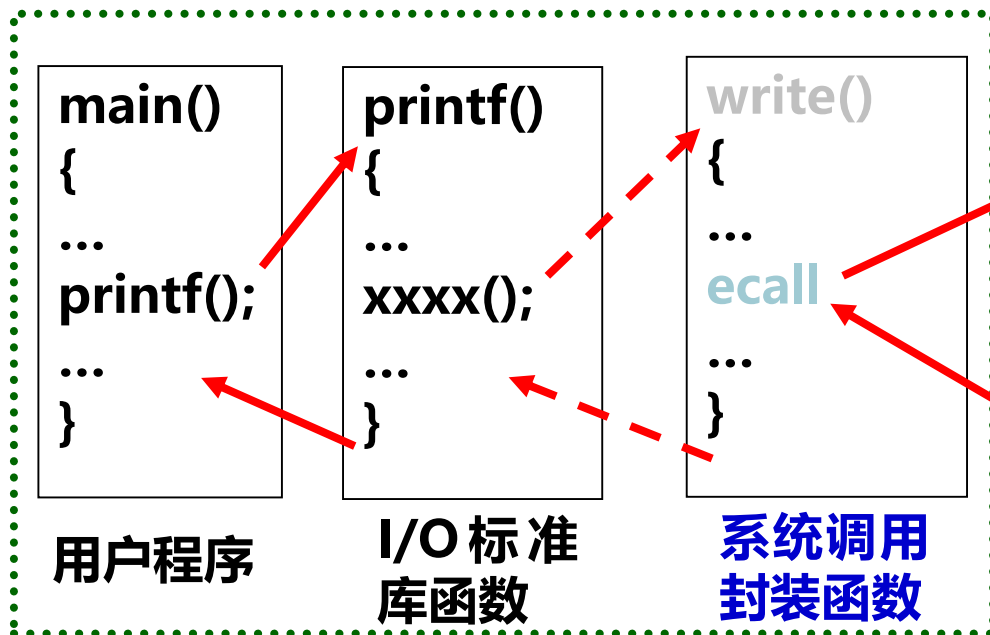 main()
{
...
printf();
...
}
用户程序
printf()
{
...
xxxx();
...
}
I/O标准
库函数
write()
{
...
ecall
...
}
系统调用
封装函数